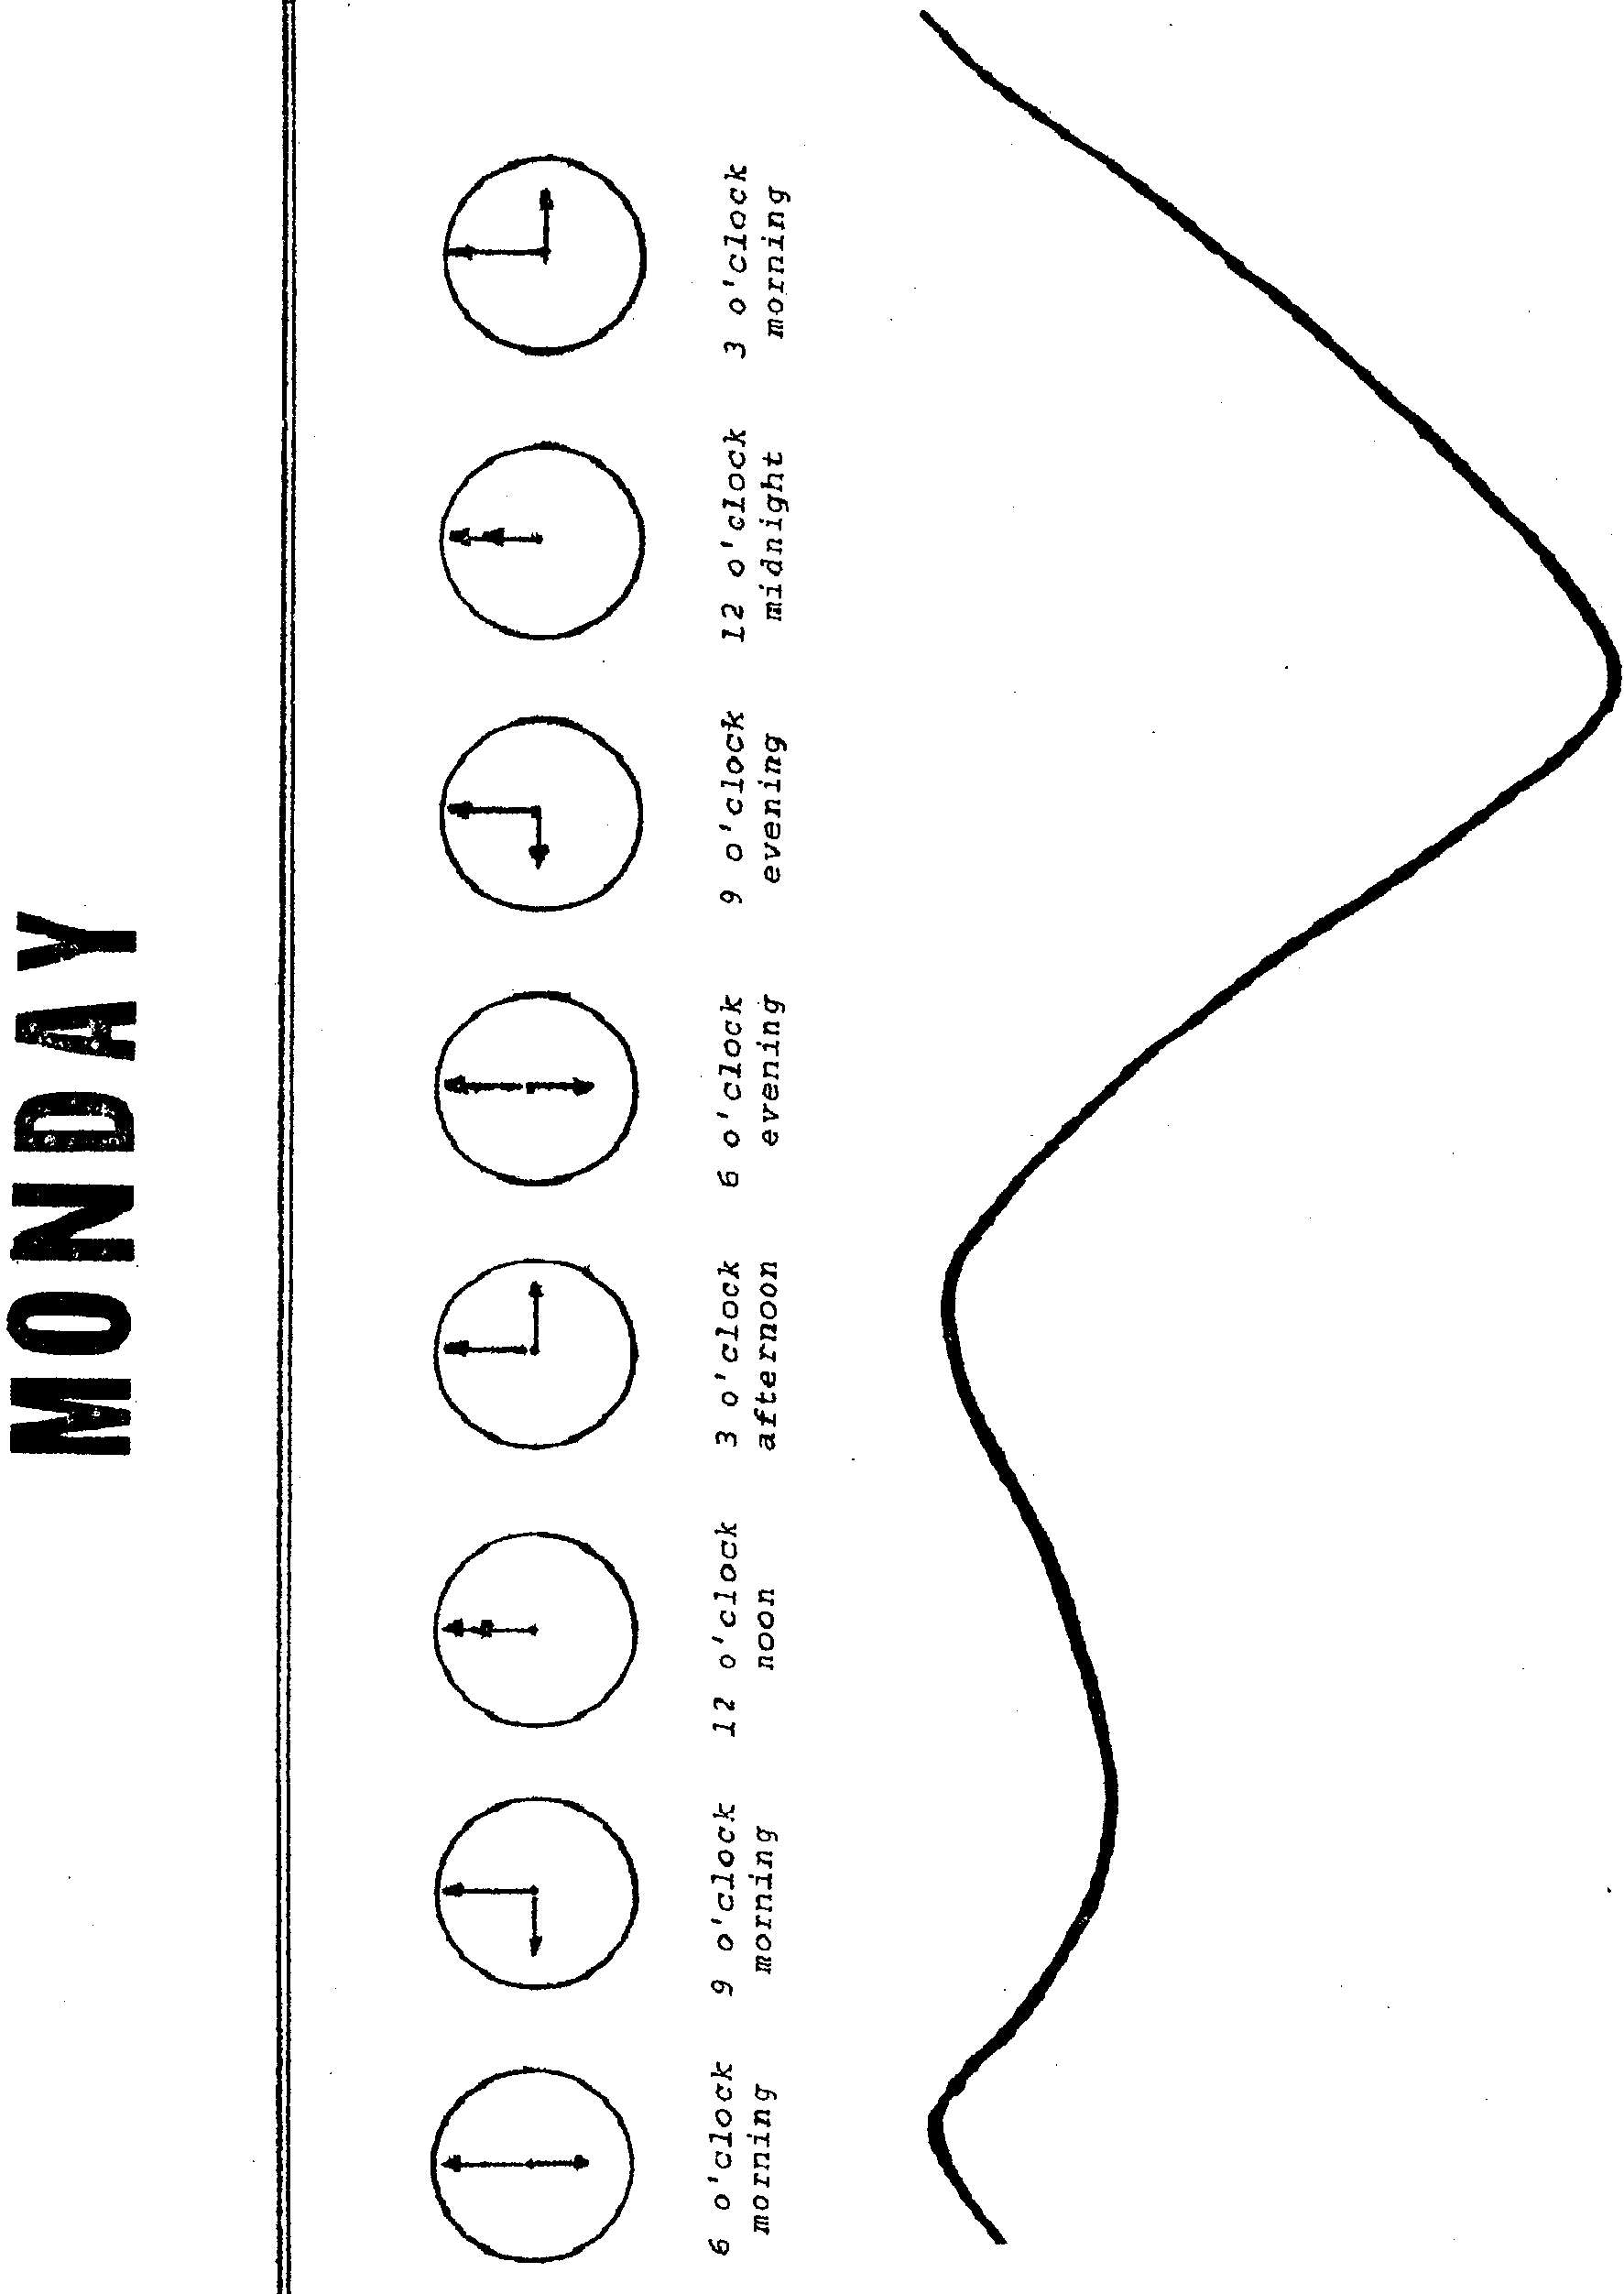 MONDAY
6 o'clock
morning
9 o'clock
morning
12 o'clock
noon
3 o'clock
afternoon
6 o'clock
evening
9 o'clock
evening
12 o'clock
midnight
3 o'clock
morning